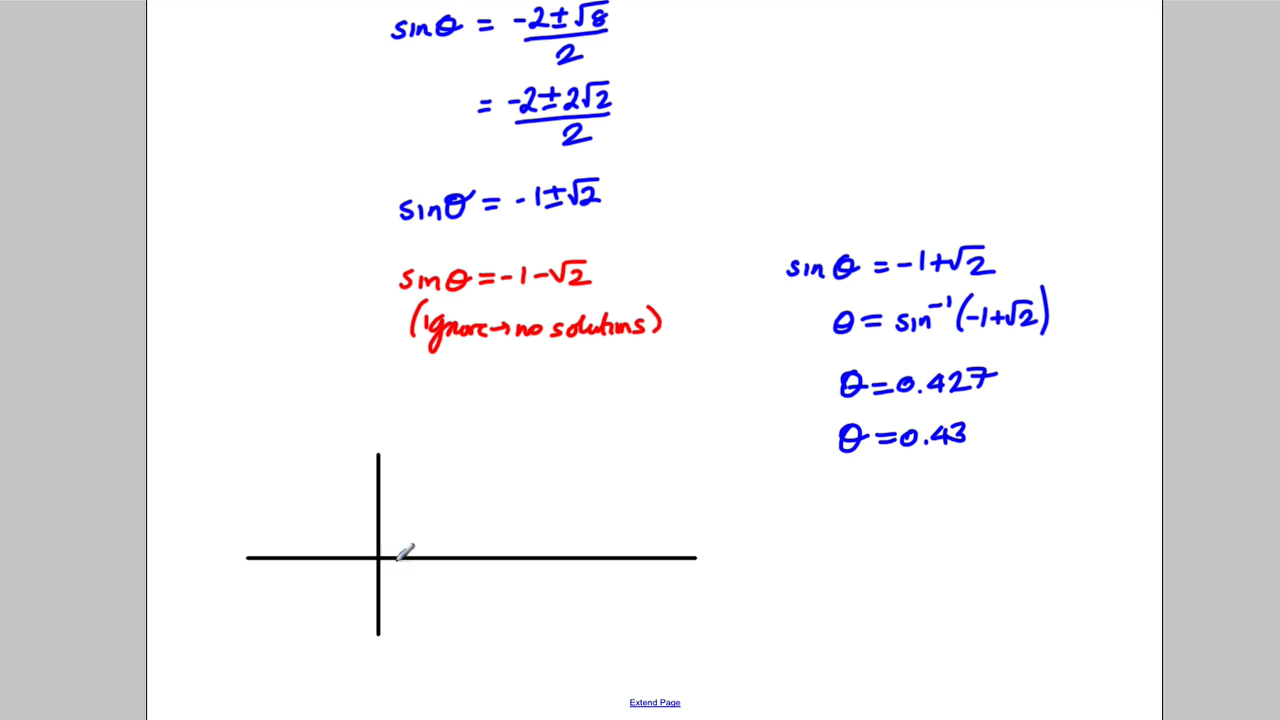 sinθ = (-2±√8)/2
= (-2±2√2)/2
sinθ = -1±√2
sinθ = -1-√2
(ignore→no solutions)
sinθ = -1+√2
θ = sin⁻¹(-1+√2)
θ=0.427
θ=0.43
Extend Page